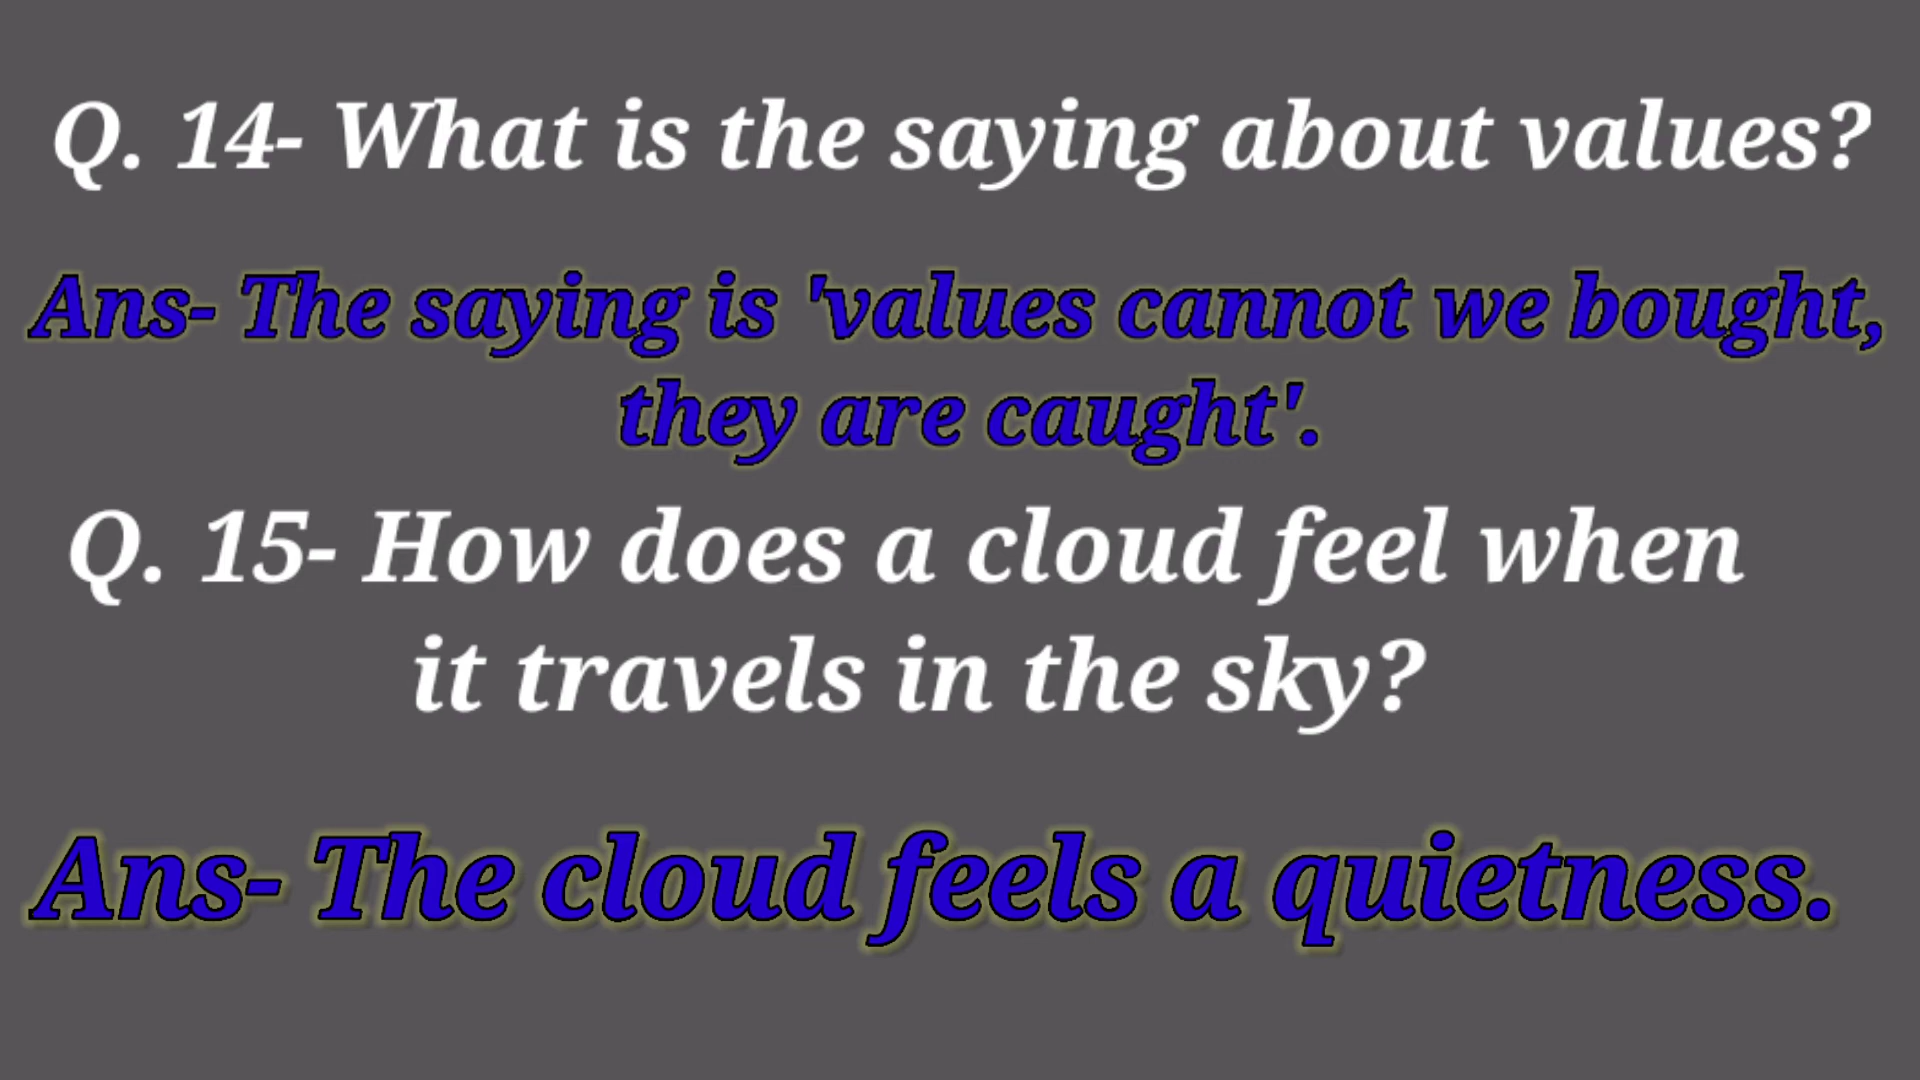 Q. 14- What is the saying about values?
Ans- The saying is 'values cannot we bought,
they are caught'.
Q. 15- How does a cloud feel when
it travels in the sky?
Ans- The cloud feels a quietness.